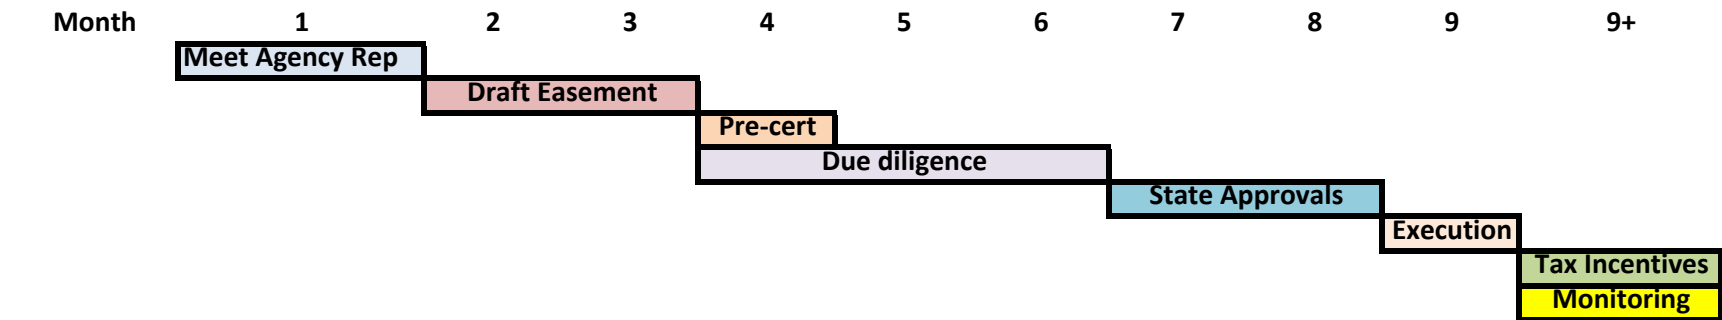 Month 1 2 3 4 5 6 7 8 9 9+
Meet Agency Rep
Draft Easement
Pre-cert
Due diligence
State Approvals
Execution
Tax Incentives
Monitoring